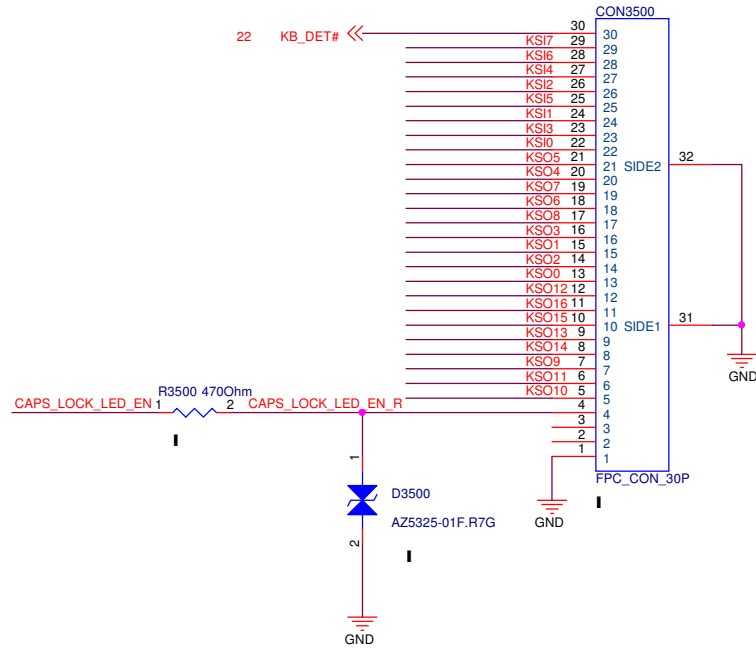 CON3500
22 KB_DET# 30 30
KSI7 29 29
KSI6 28 28
KSI4 27 27
KSI2 26 26
KSI5 25 25
KSI1 24 24
KSI3 23 23
KSI0 22 22
KSO5 21 21 SIDE2 32
KSO4 20 20
KSO7 19 19
KSO6 18 18
KSO8 17 17
KSO3 16 16
KSO1 15 15
KSO2 14 14
KSO0 13 13
KSO12 12 12
KSO16 11 11
KSO15 10 10 SIDE1 31
KSO13 9 9
KSO14 8 8
KSO9 7 7
KSO11 6 6
KSO10 5 5
GND
R3500 470Ohm
CAPS_LOCK_LED_EN 1 2 CAPS_LOCK_LED_EN_R 4 4
3 3
2 2
1 1
FPC_CON_30P
GND
1
D3500
AZ5325-01F.R7G
2
GND